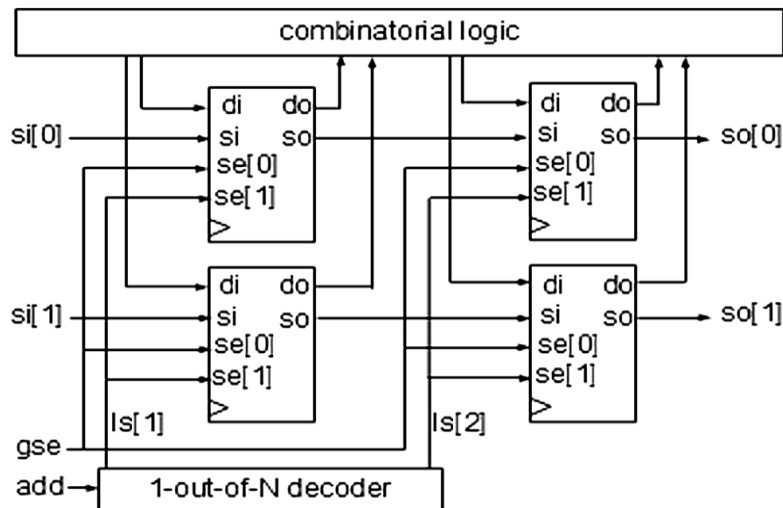 combinatorial logic
di do di do
si[0] si so si so so[0]
se[0] se[0]
se[1] se[1]
di do di do
si[1] si so si so so[1]
se[0] se[0]
se[1] se[1]
ls[1] ls[2]
gse
add 1-out-of-N decoder